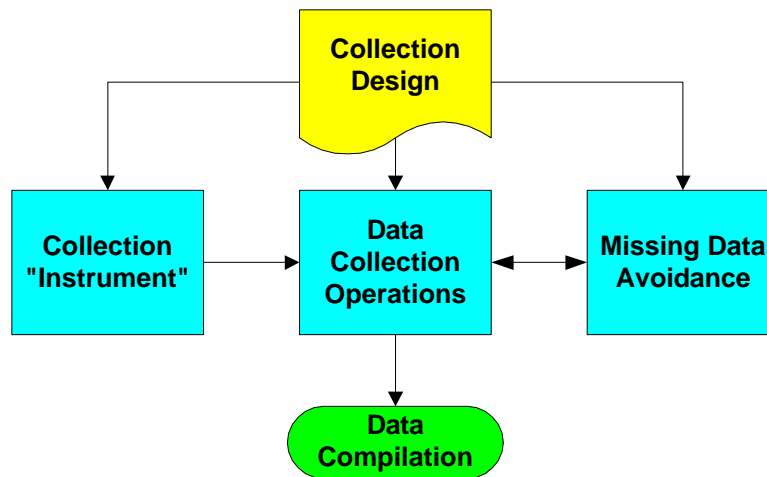 Collection
Design
Collection
"Instrument"
Data
Collection
Operations
Missing Data
Avoidance
Data
Compilation